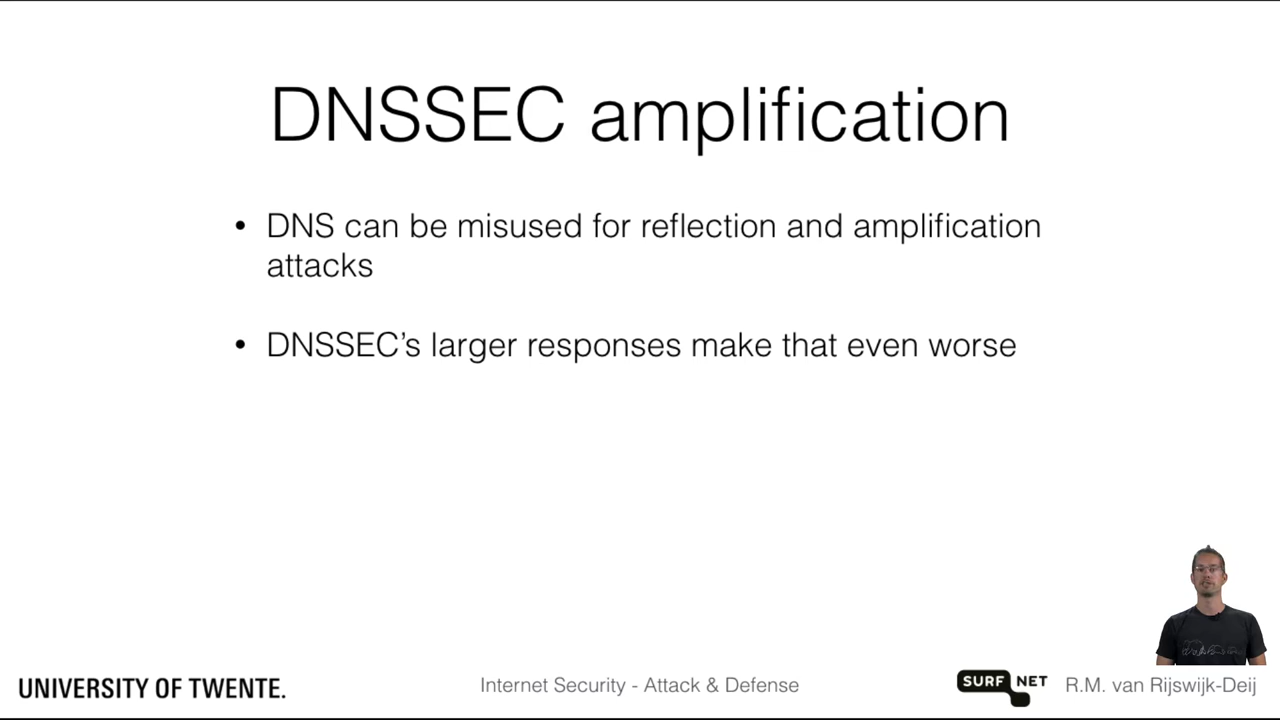 DNSSEC amplification
• DNS can be misused for reflection and amplification
attacks
• DNSSEC’s larger responses make that even worse
UNIVERSITY OF TWENTE.
Internet Security - Attack & Defense
SURF NET
R.M. van Rijswijk-Deij